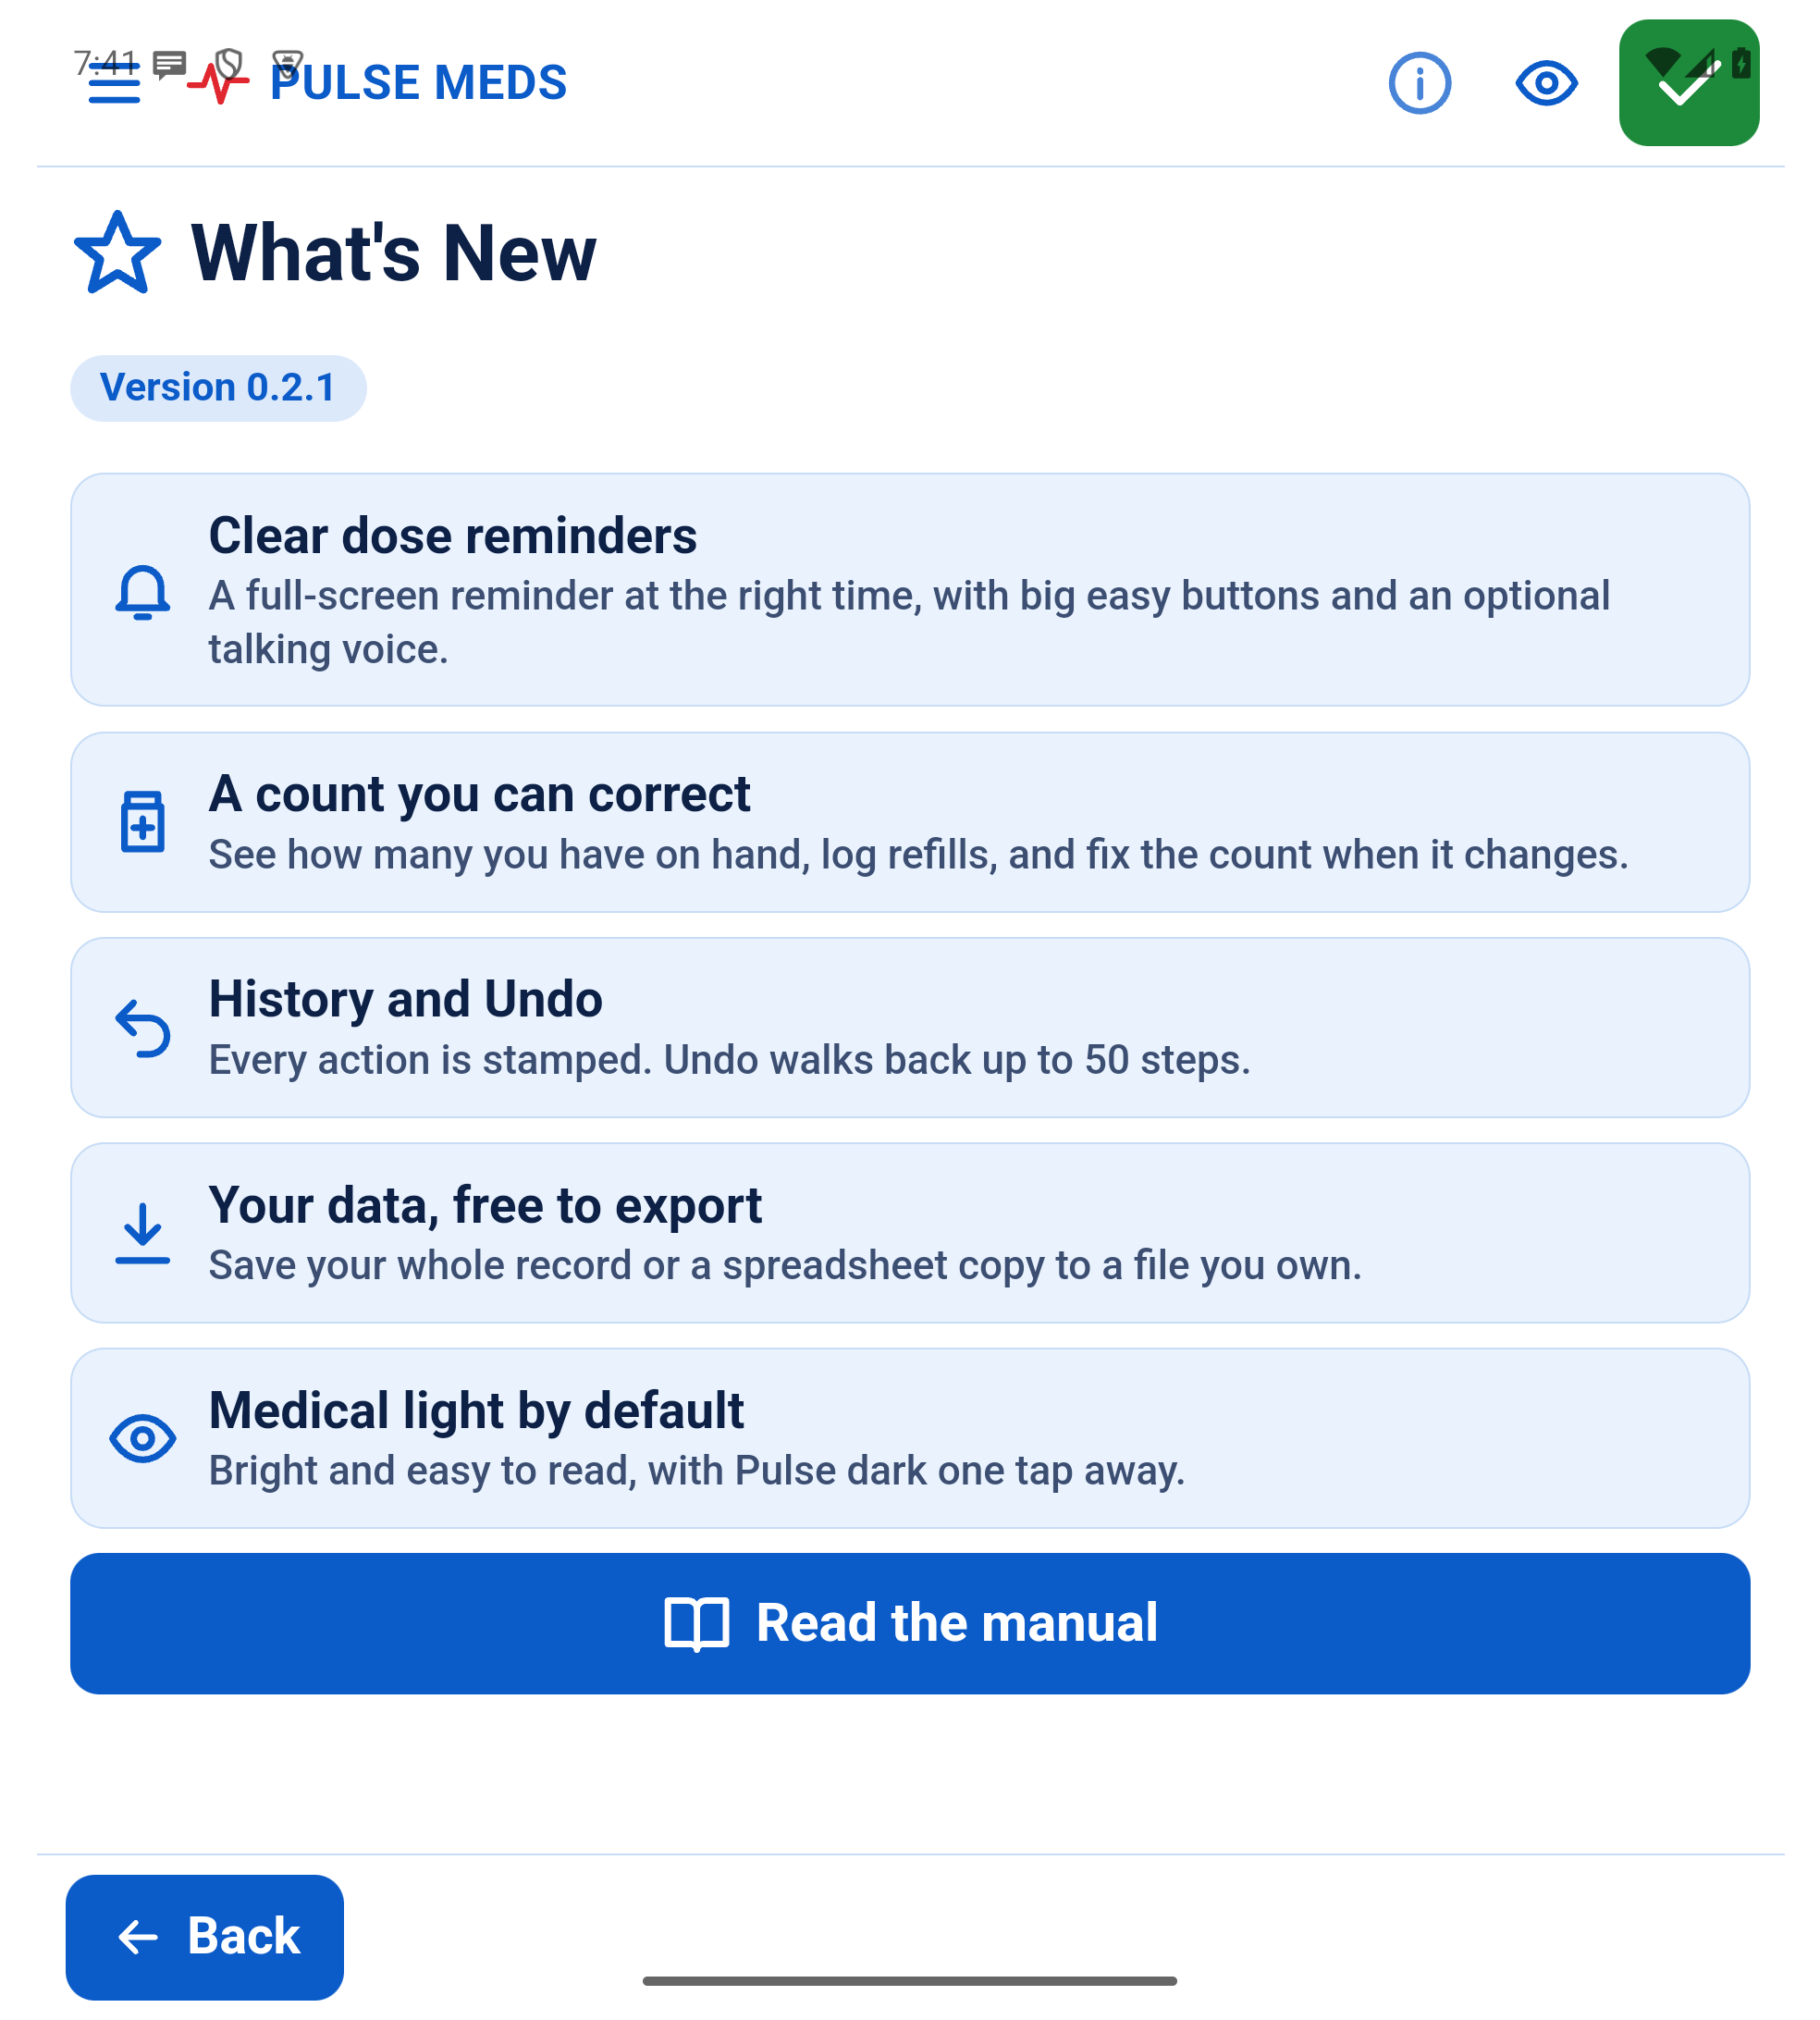 7:41
PULSE MEDS
What's New
Version 0.2.1
Clear dose reminders
A full-screen reminder at the right time, with big easy buttons and an optional
talking voice.
A count you can correct
See how many you have on hand, log refills, and fix the count when it changes.
History and Undo
Every action is stamped. Undo walks back up to 50 steps.
Your data, free to export
Save your whole record or a spreadsheet copy to a file you own.
Medical light by default
Bright and easy to read, with Pulse dark one tap away.
Read the manual
Back